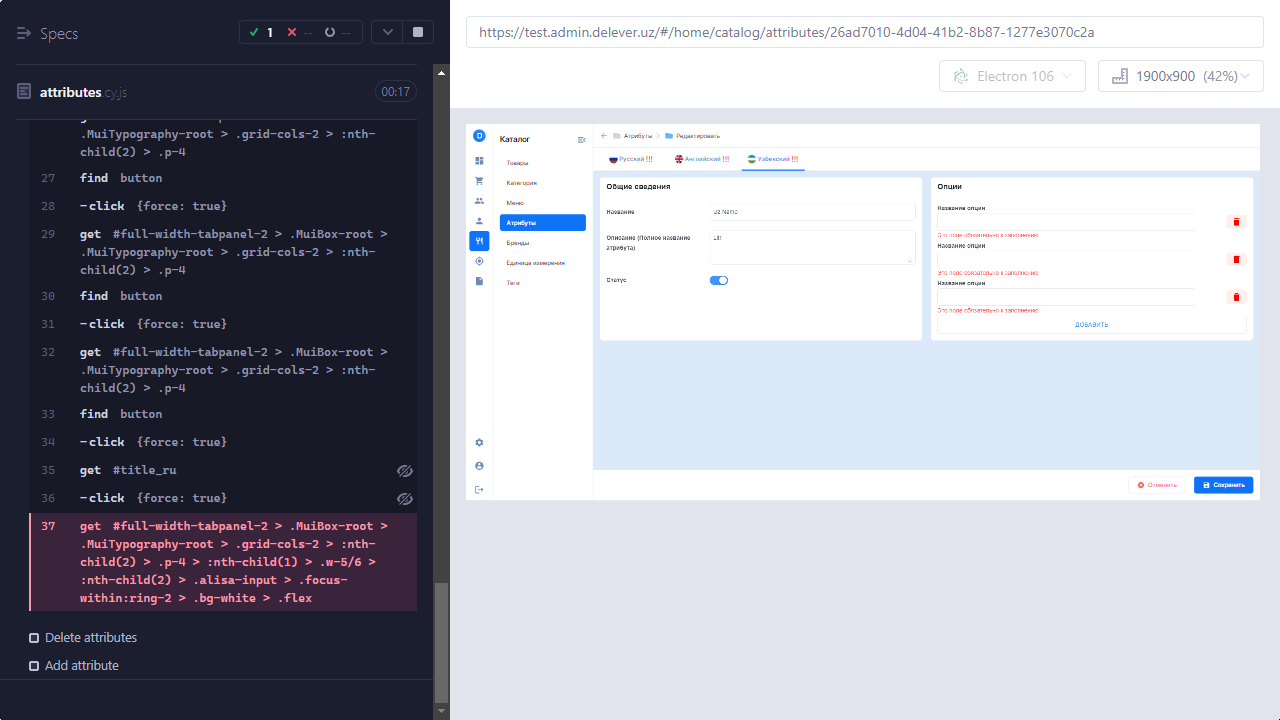 Specs
1
--
--
https://test.admin.delever.uz/#/home/catalog/attributes/26ad7010-4d04-41b2-8b87-1277e3070c2a
Electron 106
1900x900 (42%)
attributes.cy.js
00:17
.MuiTypography-root > .grid-cols-2 > :nth-
child(2) > .p-4
27 find button
28 -click {force: true}
29 get #full-width-tabpanel-2 > .MuiBox-root >
.MuiTypography-root > .grid-cols-2 > :nth-
child(2) > .p-4
30 find button
31 -click {force: true}
32 get #full-width-tabpanel-2 > .MuiBox-root >
.MuiTypography-root > .grid-cols-2 > :nth-
child(2) > .p-4
33 find button
34 -click {force: true}
35 get #title_ru
36 -click {force: true}
37 get #full-width-tabpanel-2 > .MuiBox-root >
.MuiTypography-root > .grid-cols-2 > :nth-
child(2) > .p-4 > :nth-child(1) > .w-5/6 >
:nth-child(2) > .alisa-input > .focus-
within:ring-2 > .bg-white > .flex
Delete attributes
Add attribute
D
Каталог
Товары
Категория
Меню
Атрибуты
Бренды
Единица измерения
Теги
Атрибуты
Редактировать
Русский !!!
Английский !!!
Узбекский !!!
Общие сведения
Название
Uz Name
Описание (Полное название
атрибута)
Статус
Опции
Название опции
Это поле обязательно к заполнению
Название опции
Это поле обязательно к заполнению
Название опции
Это поле обязательно к заполнению
ДОБАВИТЬ
Отменить
Сохранить